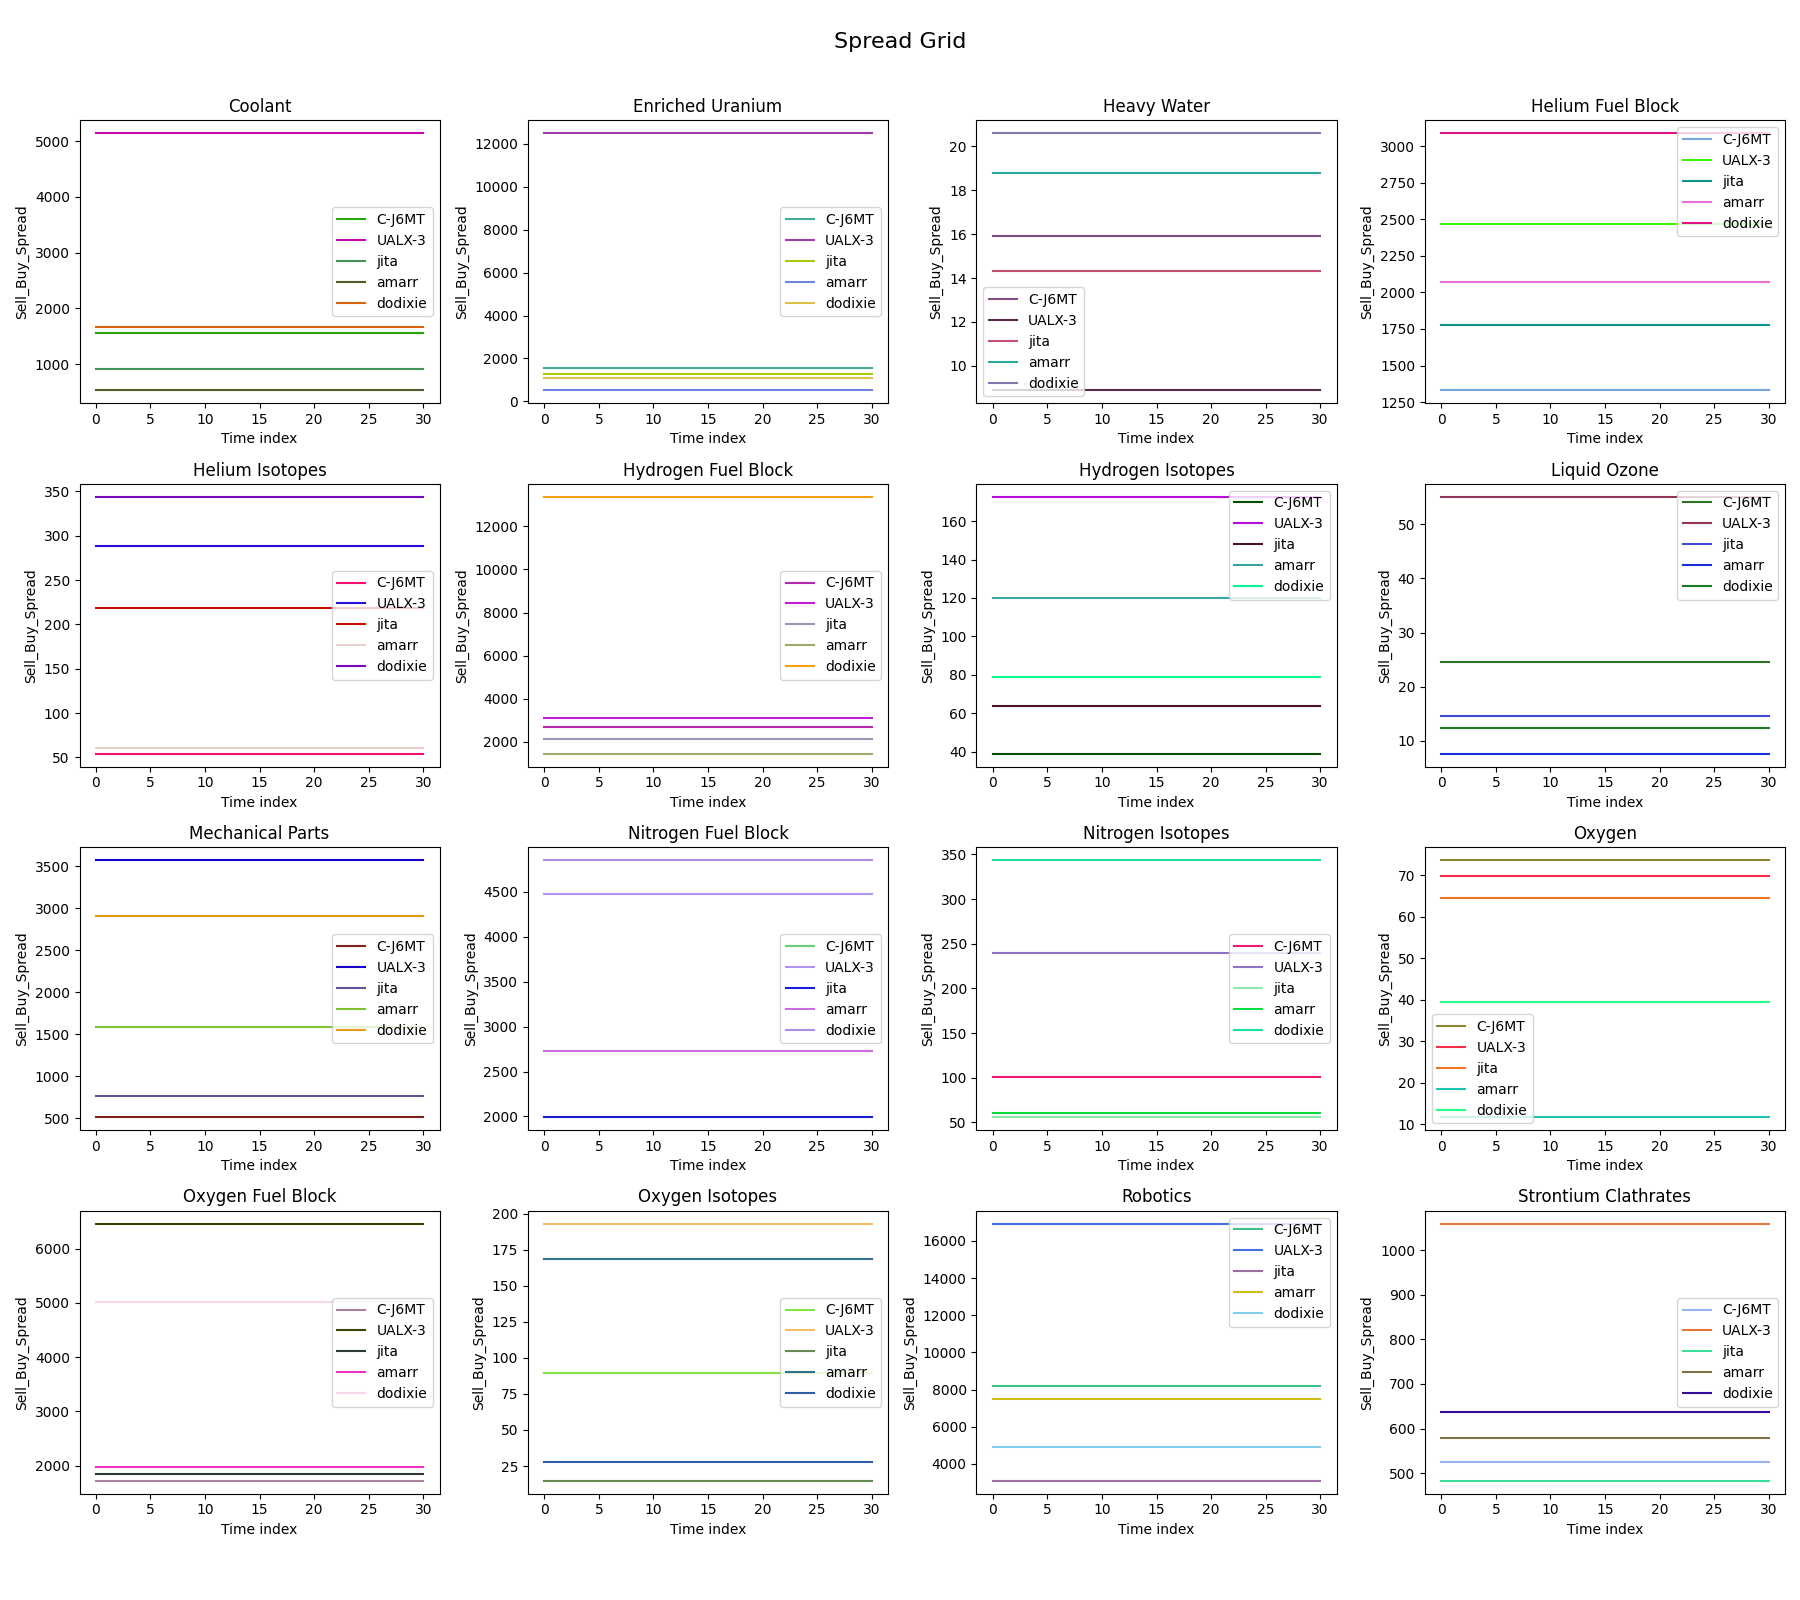 Spread Grid
Coolant
Sell_Buy_Spread
5000
4000
3000
2000
1000
C-J6MT
UALX-3
jita
amarr
dodixie
0 5 10 15 20 25 30
Time index
Enriched Uranium
Sell_Buy_Spread
12000
10000
8000
6000
4000
2000
0
C-J6MT
UALX-3
jita
amarr
dodixie
0 5 10 15 20 25 30
Time index
Heavy Water
Sell_Buy_Spread
20
18
16
14
12
10
C-J6MT
UALX-3
jita
amarr
dodixie
0 5 10 15 20 25 30
Time index
Helium Fuel Block
Sell_Buy_Spread
3000
2750
2500
2250
2000
1750
1500
1250
C-J6MT
UALX-3
jita
amarr
dodixie
0 5 10 15 20 25 30
Time index
Helium Isotopes
Sell_Buy_Spread
350
300
250
200
150
100
50
C-J6MT
UALX-3
jita
amarr
dodixie
0 5 10 15 20 25 30
Time index
Hydrogen Fuel Block
Sell_Buy_Spread
12000
10000
8000
6000
4000
2000
C-J6MT
UALX-3
jita
amarr
dodixie
0 5 10 15 20 25 30
Time index
Hydrogen Isotopes
Sell_Buy_Spread
160
140
120
100
80
60
40
C-J6MT
UALX-3
jita
amarr
dodixie
0 5 10 15 20 25 30
Time index
Liquid Ozone
Sell_Buy_Spread
50
40
30
20
10
C-J6MT
UALX-3
jita
amarr
dodixie
0 5 10 15 20 25 30
Time index
Mechanical Parts
Sell_Buy_Spread
3500
3000
2500
2000
1500
1000
500
C-J6MT
UALX-3
jita
amarr
dodixie
0 5 10 15 20 25 30
Time index
Nitrogen Fuel Block
Sell_Buy_Spread
4500
4000
3500
3000
2500
2000
C-J6MT
UALX-3
jita
amarr
dodixie
0 5 10 15 20 25 30
Time index
Nitrogen Isotopes
Sell_Buy_Spread
350
300
250
200
150
100
50
C-J6MT
UALX-3
jita
amarr
dodixie
0 5 10 15 20 25 30
Time index
Oxygen
Sell_Buy_Spread
70
60
50
40
30
20
10
C-J6MT
UALX-3
jita
amarr
dodixie
0 5 10 15 20 25 30
Time index
Oxygen Fuel Block
Sell_Buy_Spread
6000
5000
4000
3000
2000
C-J6MT
UALX-3
jita
amarr
dodixie
0 5 10 15 20 25 30
Time index
Oxygen Isotopes
Sell_Buy_Spread
200
175
150
125
100
75
50
25
C-J6MT
UALX-3
jita
amarr
dodixie
0 5 10 15 20 25 30
Time index
Robotics
Sell_Buy_Spread
16000
14000
12000
10000
8000
6000
4000
C-J6MT
UALX-3
jita
amarr
dodixie
0 5 10 15 20 25 30
Time index
Strontium Clathrates
Sell_Buy_Spread
1000
900
800
700
600
500
C-J6MT
UALX-3
jita
amarr
dodixie
0 5 10 15 20 25 30
Time index